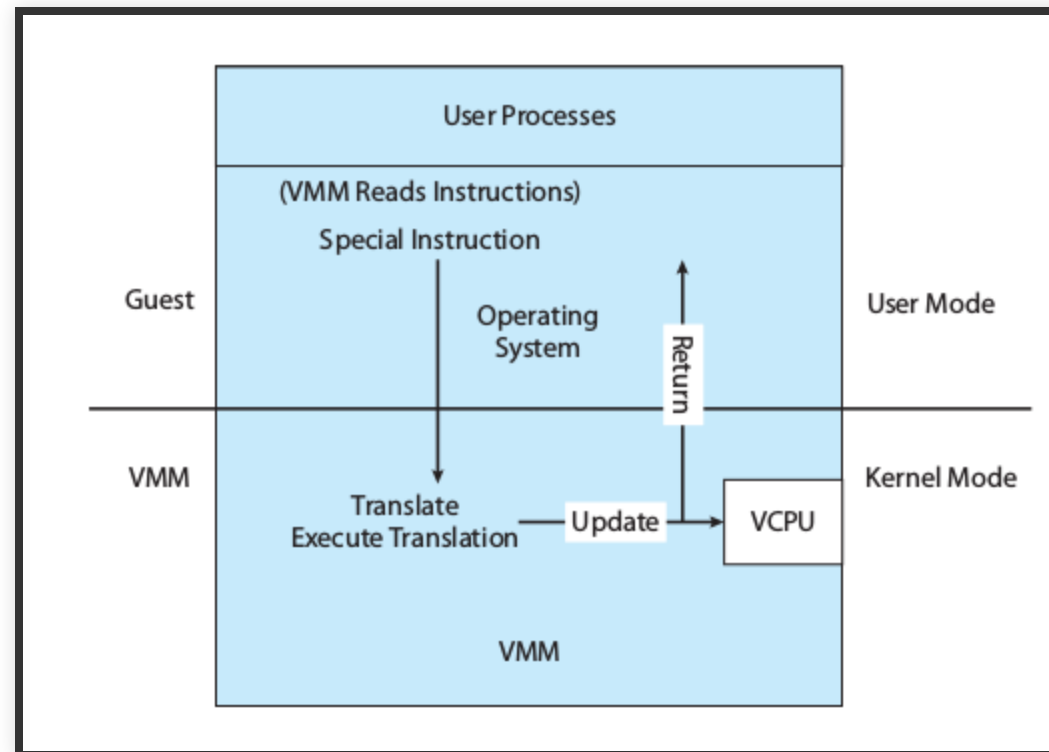 User Processes
(VMM Reads Instructions)
Special Instruction
Guest
User Mode
Operating
System
Return
VMM
Kernel Mode
Translate
Execute Translation
Update
VCPU
VMM